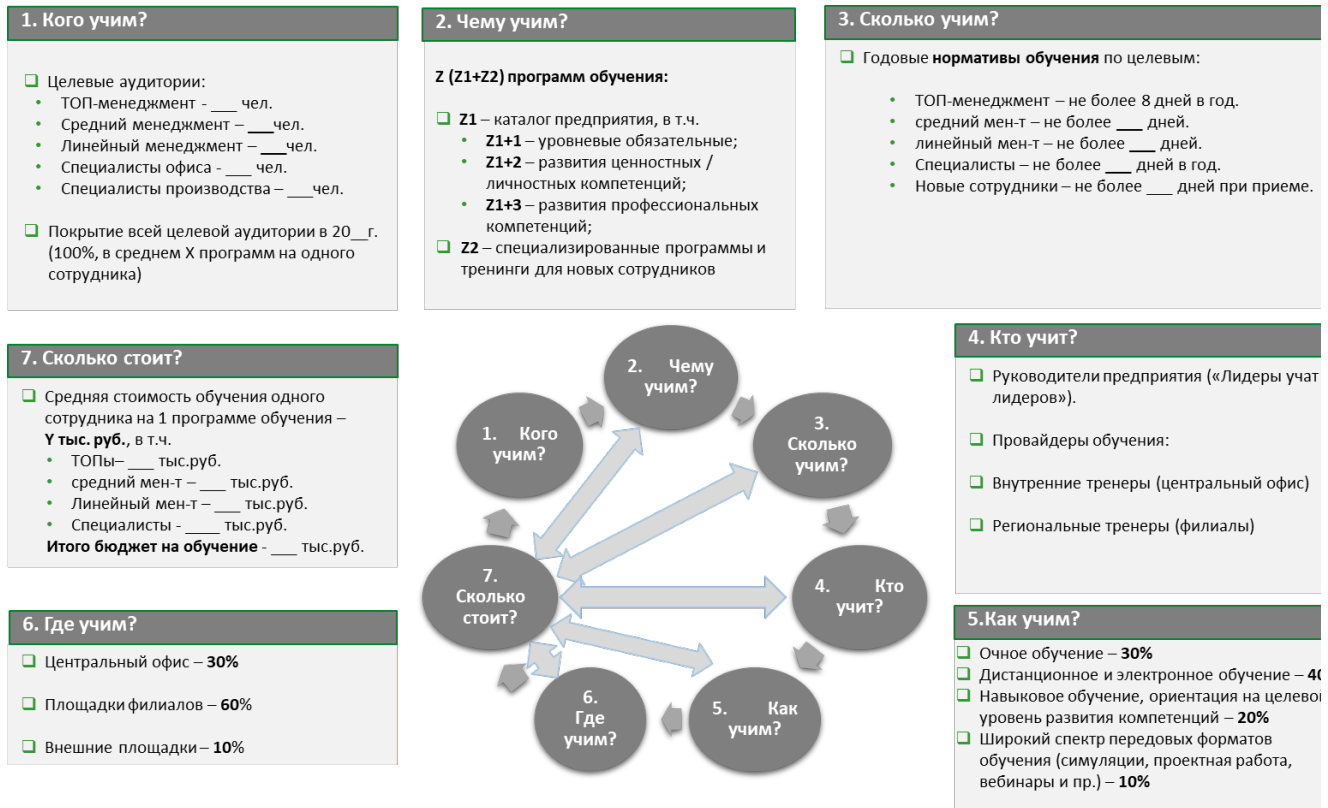 1. Кого учим?
❑ Целевые аудитории:
• ТОП-менеджмент - ___ чел.
• Средний менеджмент – ___чел.
• Линейный менеджмент – ___чел.
• Специалисты офиса - ___ чел.
• Специалисты производства – ___чел.
❑ Покрытие всей целевой аудитории в 20__г.
(100%, в среднем X программ на одного
сотрудника)
2. Чему учим?
Z (Z1+Z2) программ обучения:
❑ Z1 – каталог предприятия, в т.ч.
• Z1+1 – уровневые обязательные;
• Z1+2 – развития ценностных /
личностных компетенций;
• Z1+3 – развития профессиональных
компетенций;
❑ Z2 – специализированные программы и
тренинги для новых сотрудников
3. Сколько учим?
❑ Годовые нормативы обучения по целевым:
• ТОП-менеджмент – не более 8 дней в год.
• средний мен-т – не более ___ дней.
• линейный мен-т – не более ___ дней.
• Специалисты – не более ___ дней в год.
• Новые сотрудники – не более ___ дней при приеме.
7. Сколько стоит?
❑ Средняя стоимость обучения одного
сотрудника на 1 программе обучения –
Y тыс. руб., в т.ч.
• ТОПы– ___ тыс.руб.
• средний мен-т – ___ тыс.руб.
• Линейный мен-т – ___ тыс.руб.
• Специалисты - ____ тыс.руб.
Итого бюджет на обучение - ___ тыс.руб.
6. Где учим?
❑ Центральный офис – 30%
❑ Площадки филиалов – 60%
❑ Внешние площадки – 10%
1. Кого
учим?
2. Чему
учим?
3.
Сколько
учим?
4. Кто
учит?
5. Как
учим?
6.
Где
учим?
7.
Сколько
стоит?
4. Кто учит?
❑ Руководители предприятия («Лидеры учат
лидеров»).
❑ Провайдеры обучения:
❑ Внутренние тренеры (центральный офис)
❑ Региональные тренеры (филиалы)
5.Как учим?
❑ Очное обучение – 30%
❑ Дистанционное и электронное обучение – 40
❑ Навыковое обучение, ориентация на целевой
уровень развития компетенций – 20%
❑ Широкий спектр передовых форматов
обучения (симуляции, проектная работа,
вебинары и пр.) – 10%